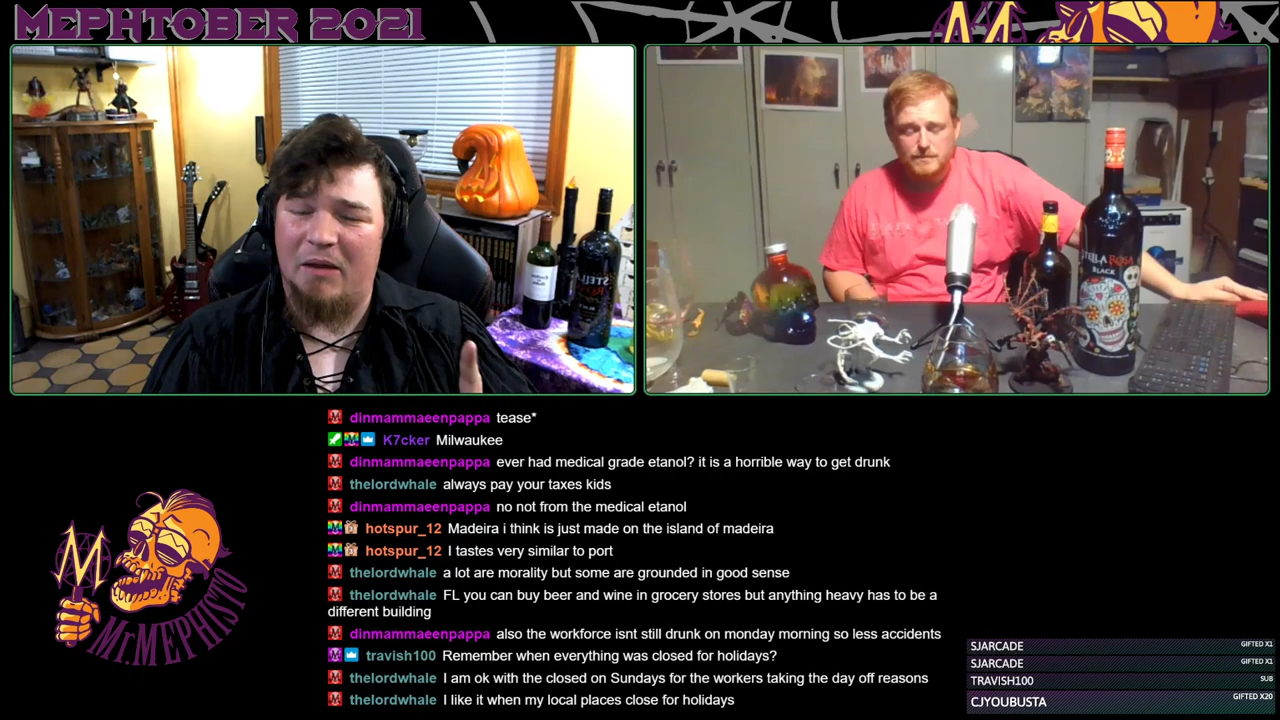 MEPHTOBER 2021
STELLA ROSA
BLACK
dinmammaeenpappa tease*
K7cker Milwaukee
dinmammaeenpappa ever had medical grade etanol? it is a horrible way to get drunk
thelordwhale always pay your taxes kids
dinmammaeenpappa no not from the medical etanol
hotspur_12 Madeira i think is just made on the island of madeira
hotspur_12 I tastes very similar to port
thelordwhale a lot are morality but some are grounded in good sense
thelordwhale FL you can buy beer and wine in grocery stores but anything heavy has to be a
different building
dinmammaeenpappa also the workforce isnt still drunk on monday morning so less accidents
travish100 Remember when everything was closed for holidays?
thelordwhale I am ok with the closed on Sundays for the workers taking the day off reasons
thelordwhale I like it when my local places close for holidays
M
Mr.MEPHISTO
SJARCADE GIFTED X1
SJARCADE GIFTED X1
TRAVISH100 SUB
CJYOUBUSTA GIFTED X20